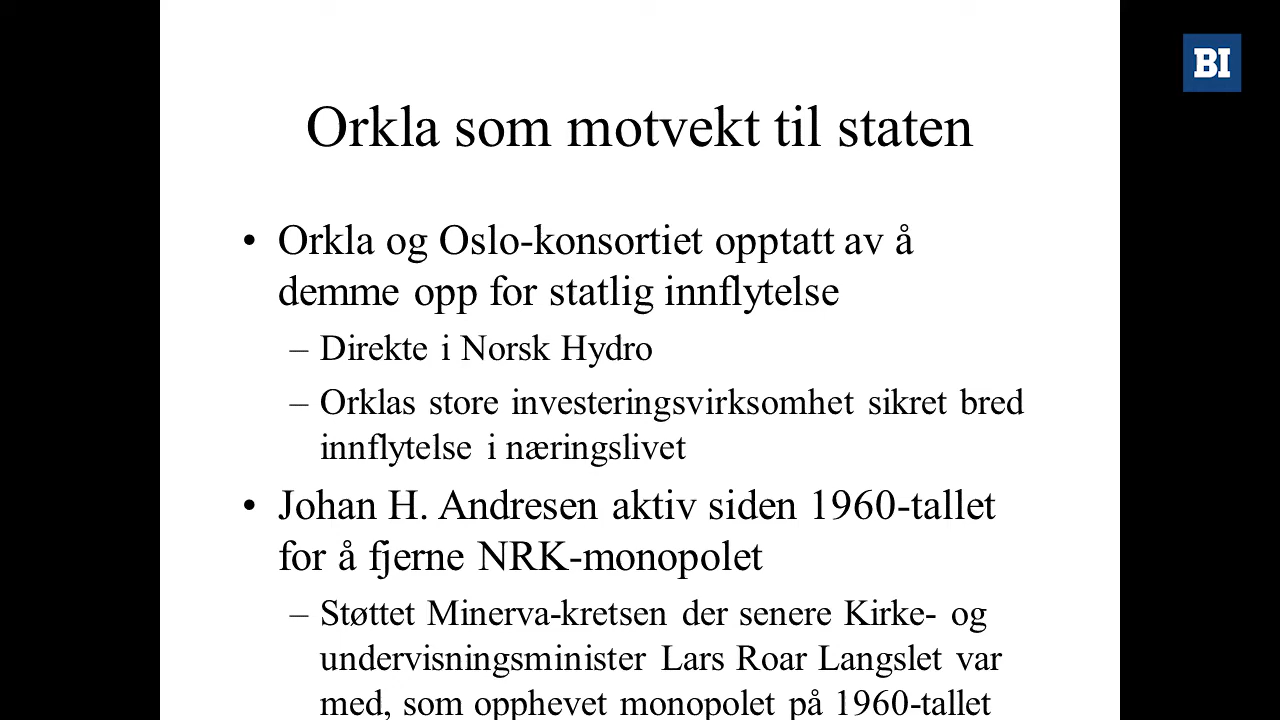 BI
Orkla som motvekt til staten
• Orkla og Oslo-konsortiet opptatt av å
demme opp for statlig innflytelse
– Direkte i Norsk Hydro
– Orklas store investeringsvirksomhet sikret bred
innflytelse i næringslivet
• Johan H. Andresen aktiv siden 1960-tallet
for å fjerne NRK-monopolet
– Støttet Minerva-kretsen der senere Kirke- og
undervisningsminister Lars Roar Langslet var
med, som opphevet monopolet på 1960-tallet